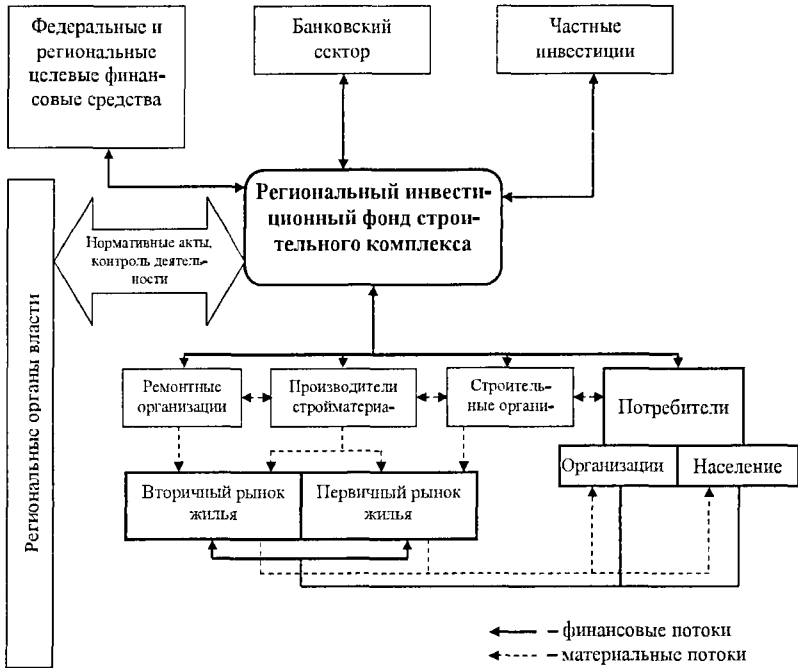 Федеральные и
региональные
целевые финан-
совые средства
Банковский
сектор
Частные
инвестиции
Региональный инвести-
ционный фонд строи-
тельного комплекса
Нормативные акты,
контроль деятель-
ности
Региональные органы власти
Ремонтные
организации
Производители
стройматериа-
Строитель-
ные органи-
Потребители
Организации
Население
Вторичный рынок
жилья
Первичный рынок
жилья
– финансовые потоки
– материальные потоки